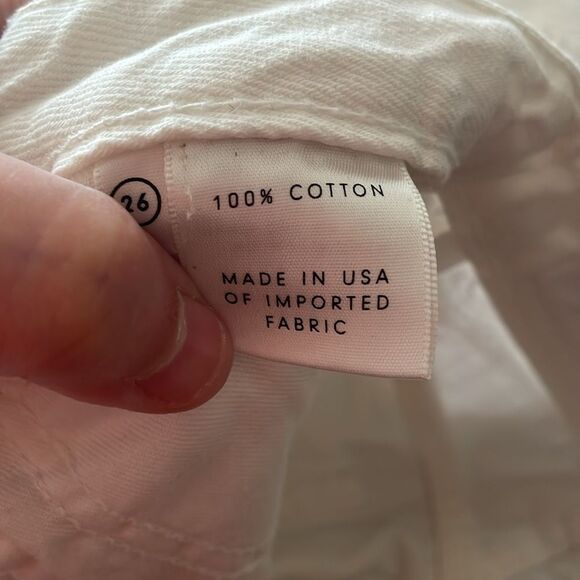 26
100% COTTON
MADE IN USA
OF IMPORTED
FABRIC